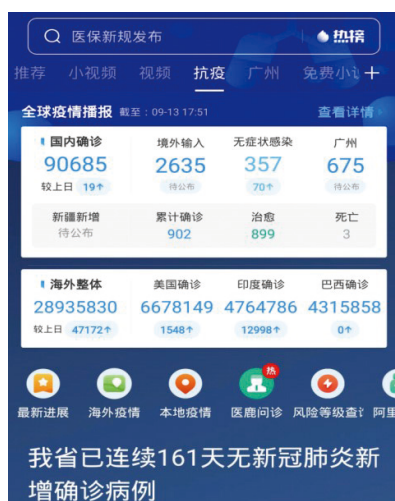 医保新规发布 热榜
推荐 小视频 视频 抗疫 广州 免费小说
全球疫情播报 截至：09-13 17:51 查看详情
国内确诊 境外输入 无症状感染 广州
90685 2635 357 675
较上日 19↑ 待公布 70↑ 待公布
新疆新增 累计确诊 治愈 死亡
待公布 902 899 3
海外整体 美国确诊 印度确诊 巴西确诊
28935830 6678149 4764786 4315858
较上日 47172↑ 1548↑ 12998↑ 0↑
热
最新进展 海外疫情 本地疫情 医鹿问诊 风险等级查 阿里
我省已连续161天无新冠肺炎新
增确诊病例